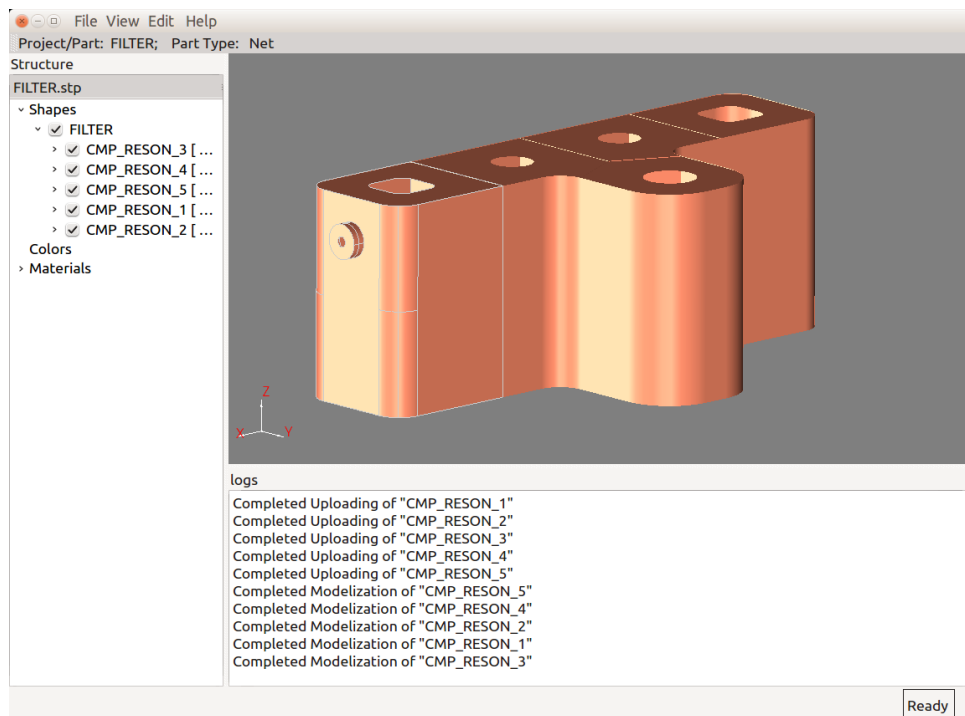 File View Edit Help
Project/Part: FILTER; Part Type: Net
Structure
FILTER.stp
Shapes
FILTER
CMP_RESON_3 [ ...
CMP_RESON_4 [ ...
CMP_RESON_5 [ ...
CMP_RESON_1 [ ...
CMP_RESON_2 [ ...
Colors
Materials
Z
X
Y
logs
Completed Uploading of "CMP_RESON_1"
Completed Uploading of "CMP_RESON_2"
Completed Uploading of "CMP_RESON_3"
Completed Uploading of "CMP_RESON_4"
Completed Uploading of "CMP_RESON_5"
Completed Modelization of "CMP_RESON_5"
Completed Modelization of "CMP_RESON_4"
Completed Modelization of "CMP_RESON_2"
Completed Modelization of "CMP_RESON_1"
Completed Modelization of "CMP_RESON_3"
Ready